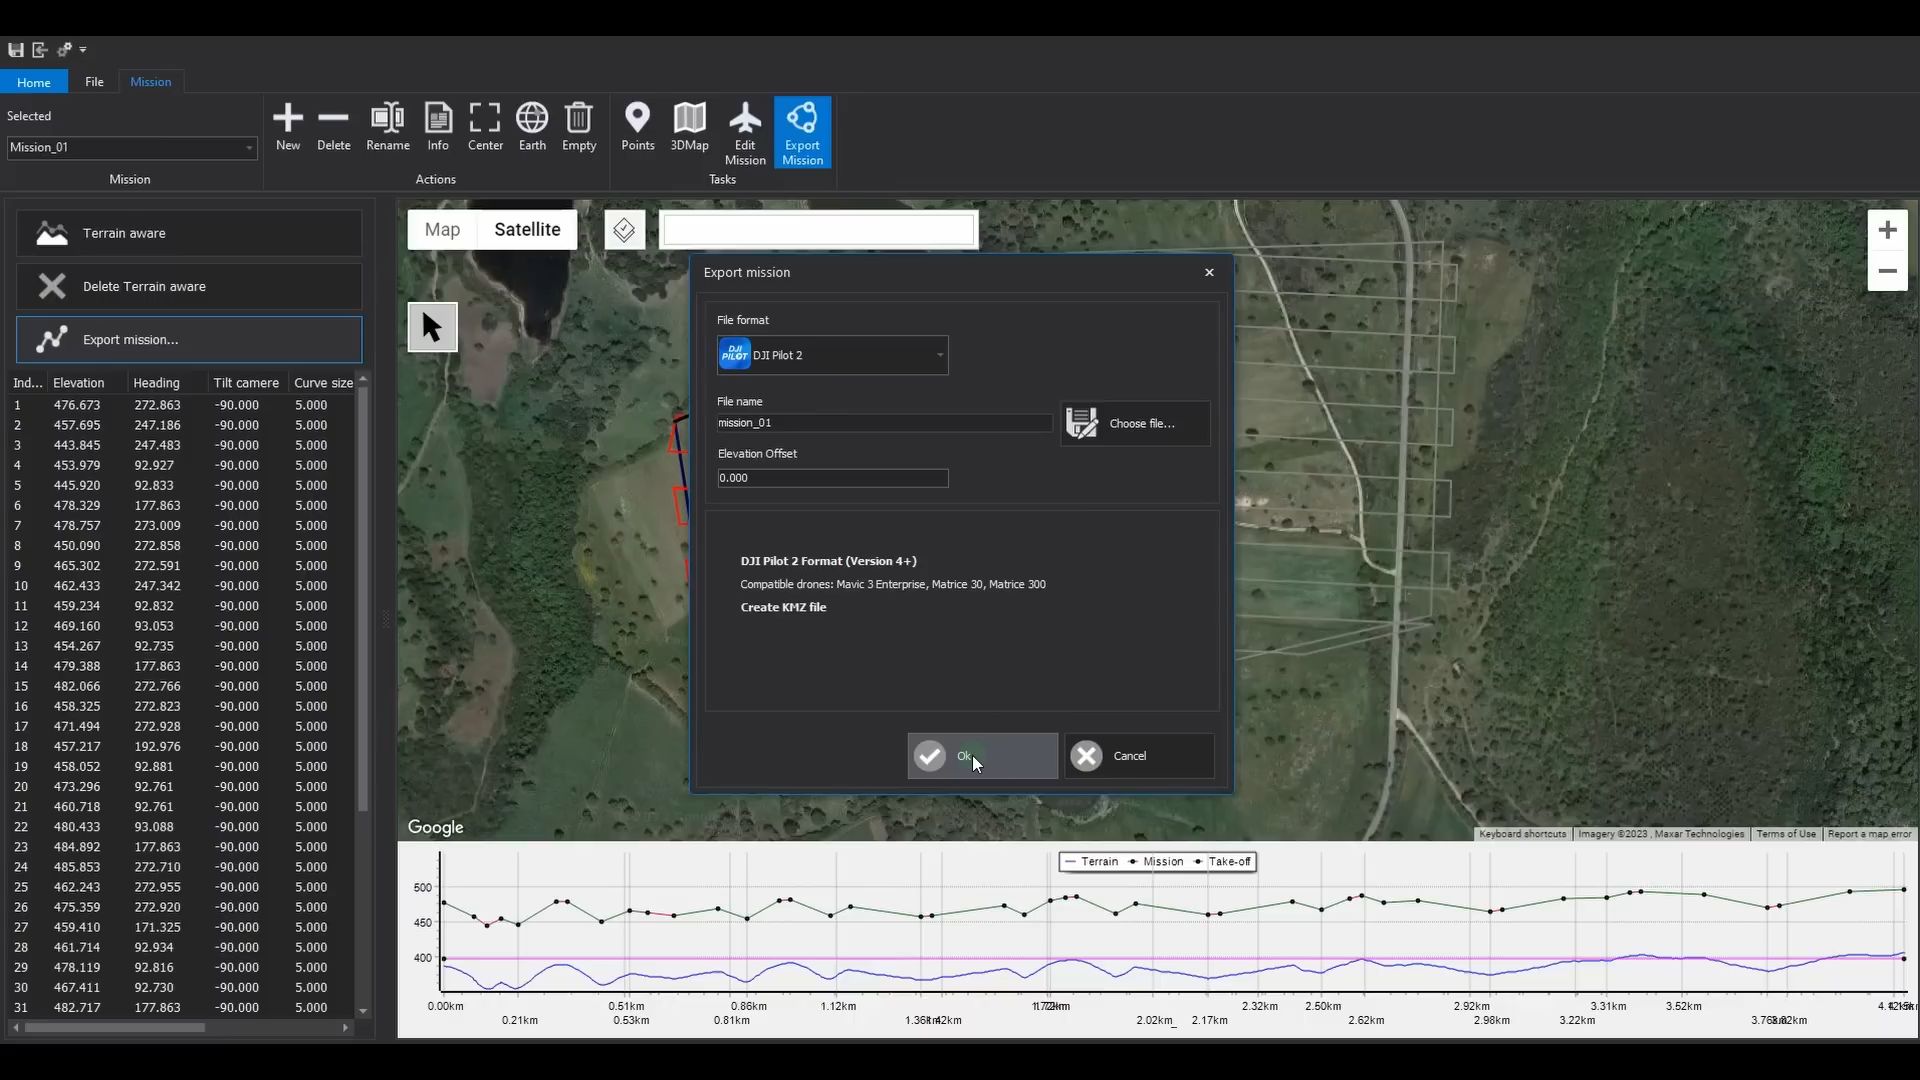 Home File Mission
Selected
Mission_01
Mission
New Delete Rename Info Center Earth Empty
Actions
Points 3DMap Edit Mission Export Mission
Tasks
Terrain aware
Delete Terrain aware
Export mission...
Ind... Elevation Heading Tilt camere Curve size
1 476.673 272.863 -90.000 5.000
2 457.695 247.186 -90.000 5.000
3 443.845 247.483 -90.000 5.000
4 453.979 92.927 -90.000 5.000
5 445.920 92.833 -90.000 5.000
6 478.329 177.863 -90.000 5.000
7 478.757 273.009 -90.000 5.000
8 450.090 272.858 -90.000 5.000
9 465.302 272.591 -90.000 5.000
10 462.433 247.342 -90.000 5.000
11 459.234 92.832 -90.000 5.000
12 469.160 93.053 -90.000 5.000
13 454.267 92.735 -90.000 5.000
14 479.388 177.863 -90.000 5.000
15 482.066 272.766 -90.000 5.000
16 458.325 272.823 -90.000 5.000
17 471.494 272.928 -90.000 5.000
18 457.217 192.976 -90.000 5.000
19 458.052 92.881 -90.000 5.000
20 473.296 92.761 -90.000 5.000
21 460.718 92.761 -90.000 5.000
22 480.433 93.088 -90.000 5.000
23 484.892 177.863 -90.000 5.000
24 485.853 272.710 -90.000 5.000
25 462.243 272.955 -90.000 5.000
26 475.359 272.920 -90.000 5.000
27 459.410 171.325 -90.000 5.000
28 461.714 92.934 -90.000 5.000
29 478.119 92.816 -90.000 5.000
30 467.411 92.730 -90.000 5.000
31 482.717 177.863 -90.000 5.000
Map Satellite
Export mission
File format
DJI PILOT DJI Pilot 2
File name
mission_01
Choose file...
Elevation Offset
0.000
DJI Pilot 2 Format (Version 4+)
Compatible drones: Mavic 3 Enterprise, Matrice 30, Matrice 300
Create KMZ file
Ok Cancel
Google
Keyboard shortcuts Imagery ©2023 , Maxar Technologies Terms of Use Report a map error
Terrain Mission Take-off
500
450
400
0.00km 0.51km 0.86km 1.12km 2.32km 2.50km 2.92km 3.31km 3.52km
0.21km 0.53km 0.81km 2.02km 2.17km 2.62km 2.98km 3.22km